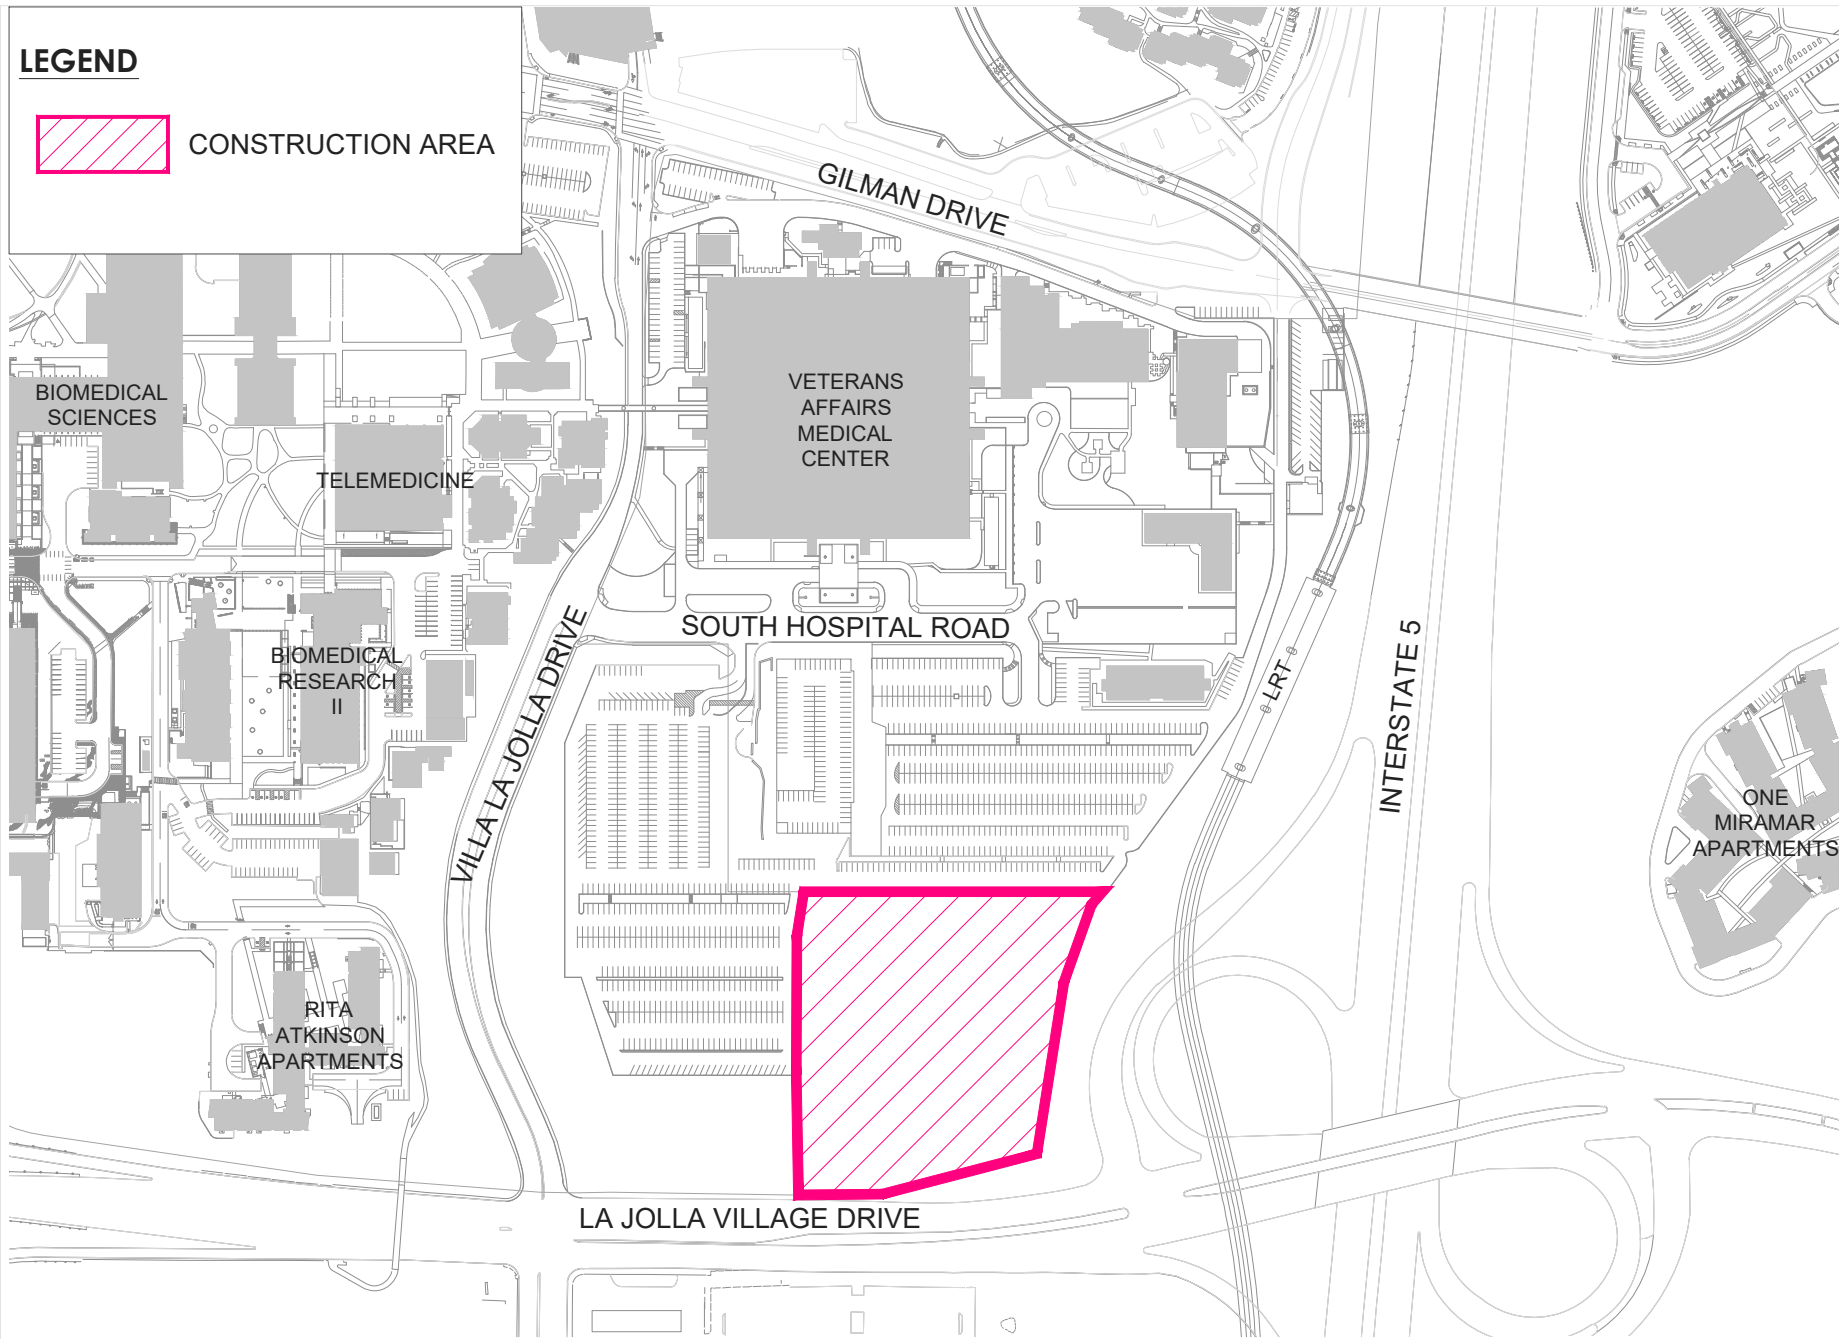 LEGEND
CONSTRUCTION AREA
GILMAN DRIVE
BIOMEDICAL
SCIENCES
VETERANS
AFFAIRS
MEDICAL
CENTER
TELEMEDICINE
SOUTH HOSPITAL ROAD
VILLA LA JOLLA DRIVE
BIOMEDICAL
RESEARCH
II
LRT
INTERSTATE 5
ONE
MIRAMAR
APARTMENTS
RITA
ATKINSON
APARTMENTS
LA JOLLA VILLAGE DRIVE